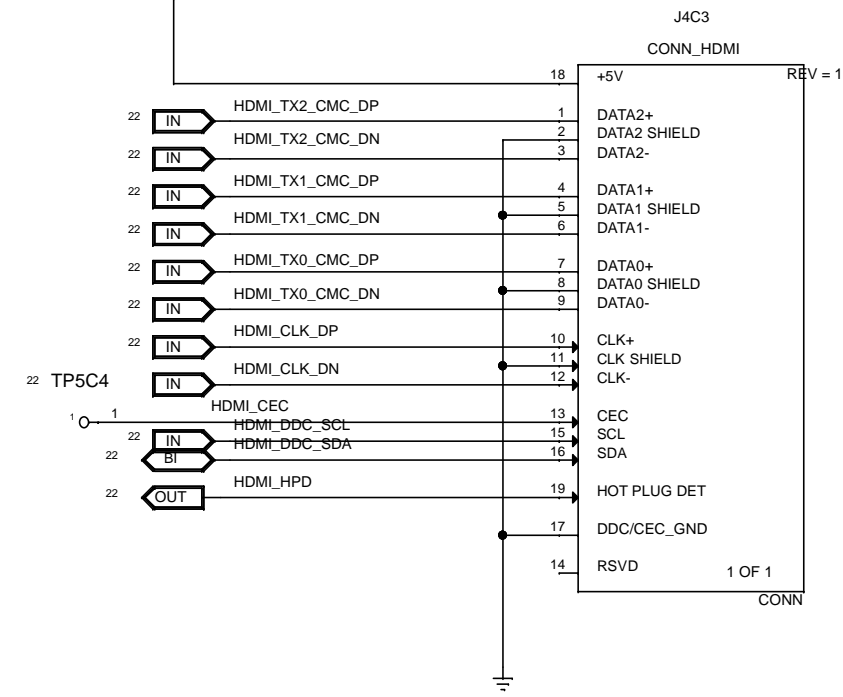 J4C3
CONN_HDMI
18 +5V REV = 1
22 IN HDMI_TX2_CMC_DP 1 DATA2+
2 DATA2 SHIELD
22 IN HDMI_TX2_CMC_DN 3 DATA2-
22 IN HDMI_TX1_CMC_DP 4 DATA1+
5 DATA1 SHIELD
22 IN HDMI_TX1_CMC_DN 6 DATA1-
22 IN HDMI_TX0_CMC_DP 7 DATA0+
8 DATA0 SHIELD
22 IN HDMI_TX0_CMC_DN 9 DATA0-
22 IN HDMI_CLK_DP 10 CLK+
11 CLK SHIELD
22 IN HDMI_CLK_DN 12 CLK-
22 TP5C4
1 1 HDMI_CEC 13 CEC
22 IN HDMI_DDC_SCL 15 SCL
22 BI HDMI_DDC_SDA 16 SDA
22 OUT HDMI_HPD 19 HOT PLUG DET
17 DDC/CEC_GND
14 RSVD 1 OF 1
CONN